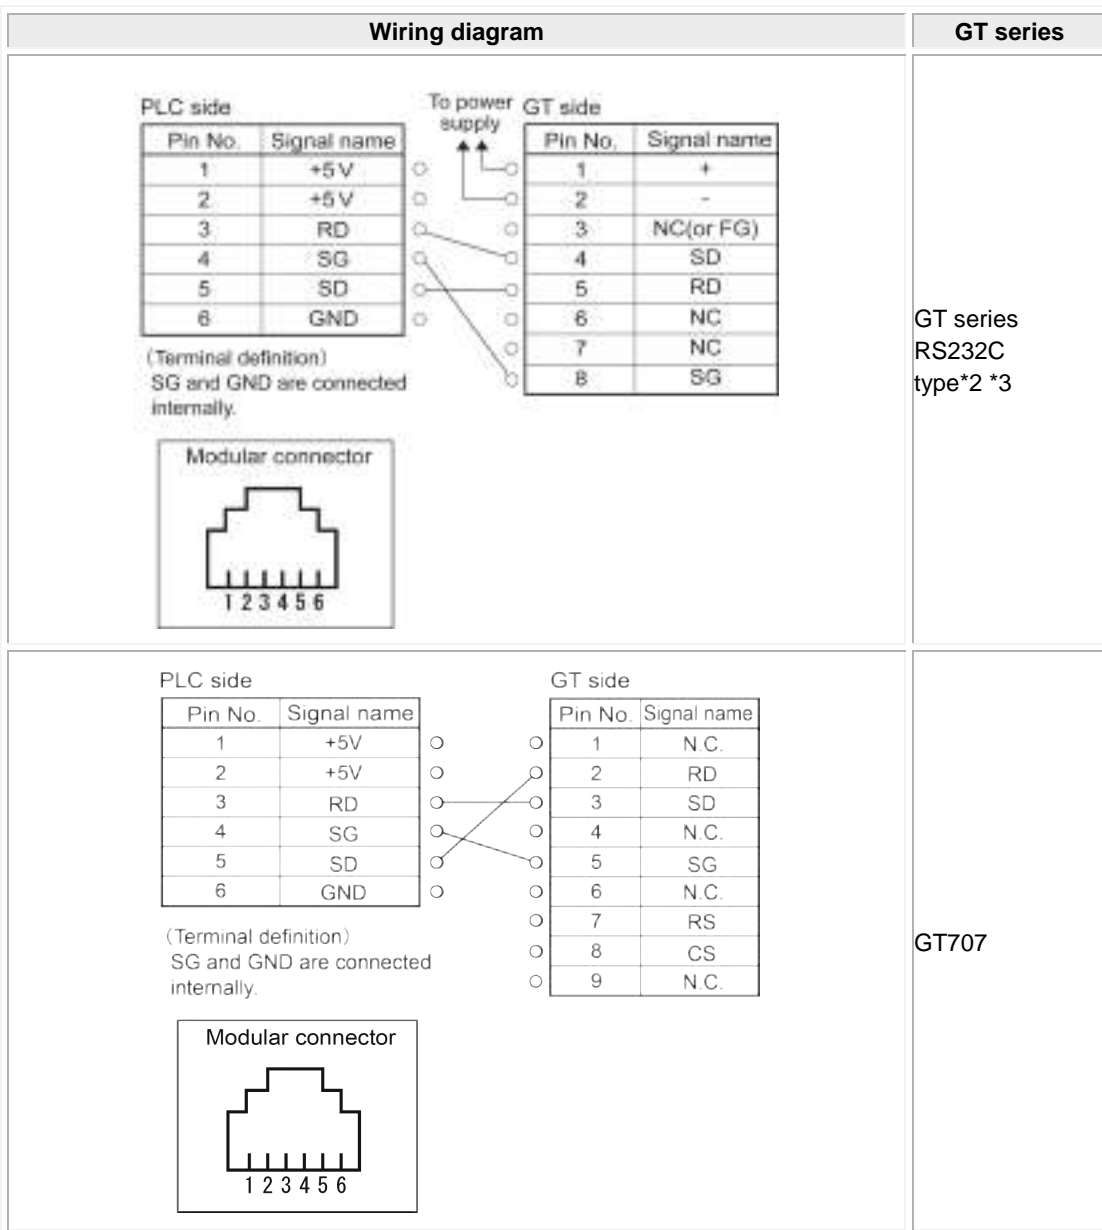 Wiring diagram GT series
PLC side To power supply GT side
Pin No. Signal name Pin No. Signal name
1 +5V 1 +
2 +5V 2 -
3 RD 3 NC(or FG)
4 SG 4 SD
5 SD 5 RD
6 GND 6 NC
7 NC
8 SG
(Terminal definition)
SG and GND are connected
internally.
Modular connector
1 2 3 4 5 6
GT series
RS232C
type*2 *3
PLC side GT side
Pin No. Signal name Pin No. Signal name
1 +5V 1 N.C.
2 +5V 2 RD
3 RD 3 SD
4 SG 4 N.C.
5 SD 5 SG
6 GND 6 N.C.
7 RS
8 CS
9 N.C.
(Terminal definition)
SG and GND are connected
internally.
Modular connector
1 2 3 4 5 6
GT707